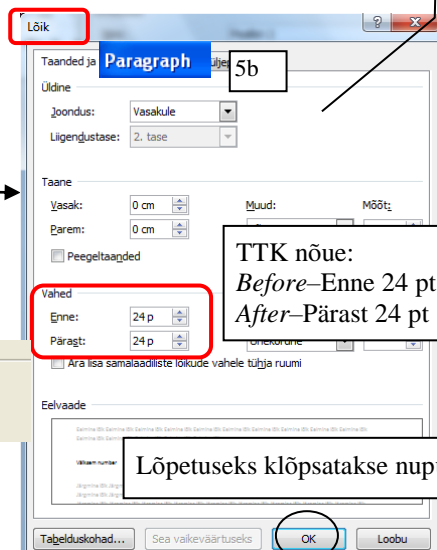 Lõik
Taanded ja
Paragraph
5b
Üldine
Joondus: Vasakule
Liigendustase: 2. tase
Taane
Vasak: 0 cm Muud: Mõõt:
Parem: 0 cm
Peegeltaanded
TTK nõue:
Before–Enne 24 pt
After–Pärast 24 pt
Vahed
Enne: 24 p
Pärast: 24 p
Ühekordne
Ära lisa samalaadiliste lõikude vahele tühja ruumi
Eelvaade
Lõpetuseks klõpsatakse nupu
Tabelduskohad... Sea vaikeväärtuseks OK Loobu